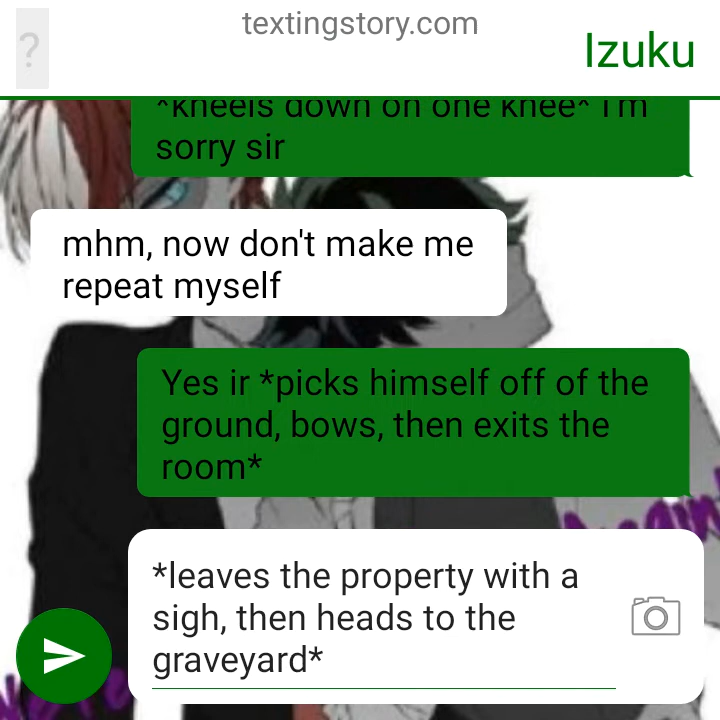 textingstory.com
?
Izuku
*kneels down on one knee* I'm
sorry sir
mhm, now don't make me
repeat myself
Yes ir *picks himself off of the
ground, bows, then exits the
room*
*leaves the property with a
sigh, then heads to the
graveyard*